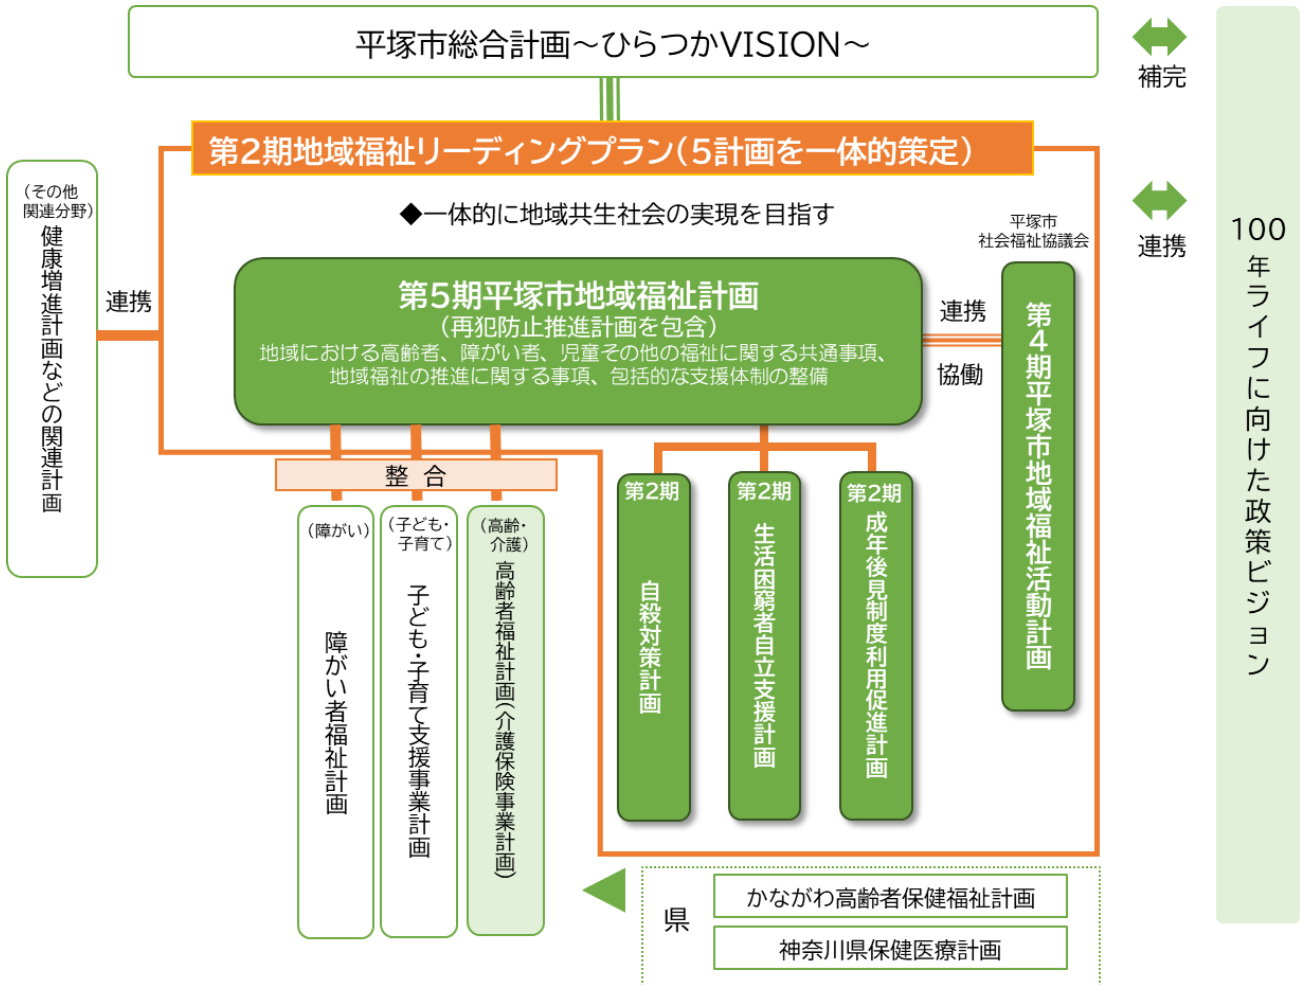 平塚市総合計画～ひらつかVISION～
補完
第2期地域福祉リーディングプラン（5計画を一体的策定）
◆一体的に地域共生社会の実現を目指す
連携
（その他
関連分野）
健康増進計画などの関連計画
連携
第5期平塚市地域福祉計画
（再犯防止推進計画を包含）
地域における高齢者、障がい者、児童その他の福祉に関する共通事項、
地域福祉の推進に関する事項、包括的な支援体制の整備
連携
協働
平塚市
社会福祉協議会
第4期平塚市地域福祉活動計画
100年ライフに向けた政策ビジョン
整合
（障がい）
障がい者福祉計画
（子ども・
子育て）
子ども・子育て支援事業計画
（高齢・
介護）
高齢者福祉計画（介護保険事業計画）
第2期
自殺対策計画
第2期
生活困窮者自立支援計画
第2期
成年後見制度利用促進計画
県
かながわ高齢者保健福祉計画
神奈川県保健医療計画